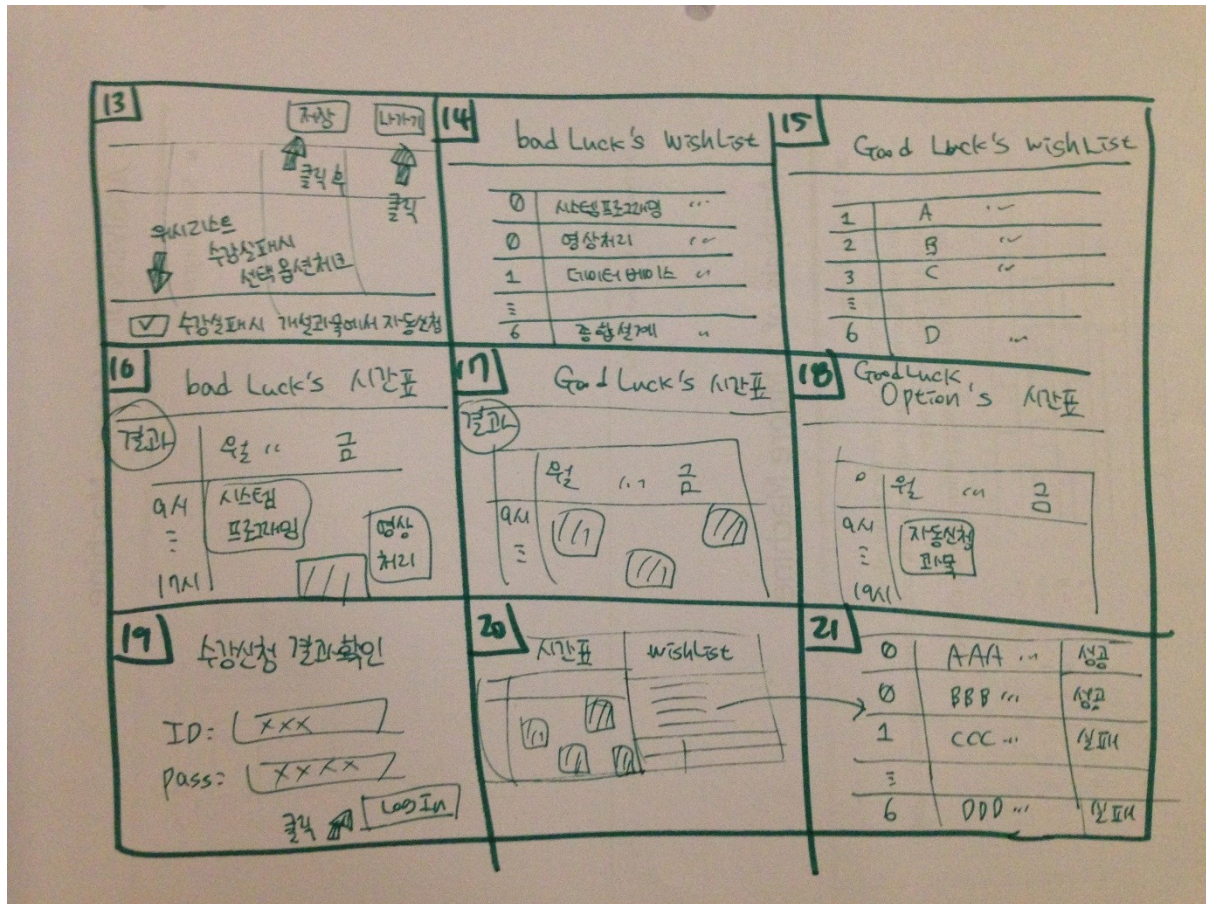 13
저장 나가기
클릭 후
클릭
위시리스트
수강실패시
선택옵션체크
수강실패시 개설과목에서 자동신청
14
bad Luck's WishList
0 시스템프로그래밍 ...
0 영상처리 ...
1 데이터베이스 ..
6 종합설계 ..
15
Good Luck's wishList
1 A ...
2 B ...
3 C ...
6 D ...
16
bad Luck's 시간표
결과
월 .. 금
9시 시스템
프로그래밍
영상
처리
17시
17
Good Luck's 시간표
결과
월 ... 금
9시
18
GoodLuck
Option's 시간표
0 월 ... 금
9시 자동신청
과목
19시
19
수강신청 결과확인
ID: XXX
Pass: XXXX
클릭 LogIn
20
시간표 wishList
21
0 AAA ... 성공
0 BBB ... 성공
1 CCC ... 실패
6 DDD ... 실패